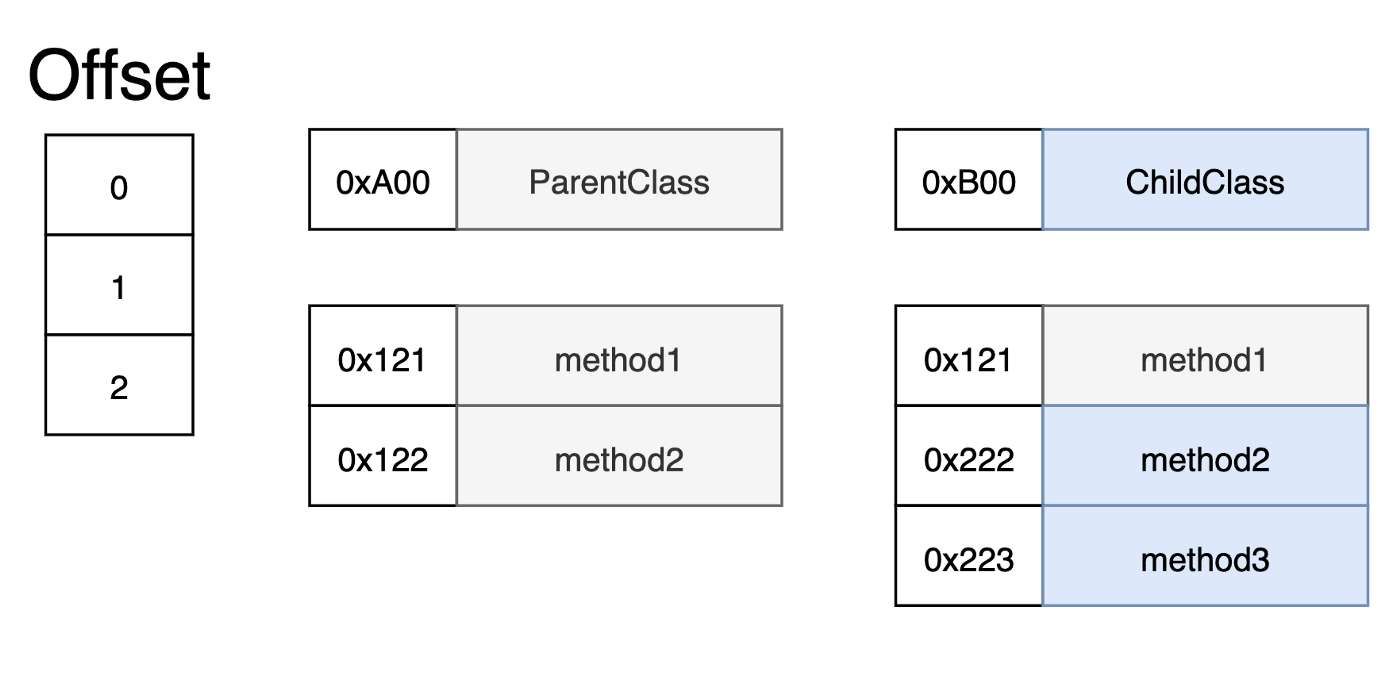 Offset
0
1
2
0xA00 ParentClass
0x121 method1
0x122 method2
0xB00 ChildClass
0x121 method1
0x222 method2
0x223 method3